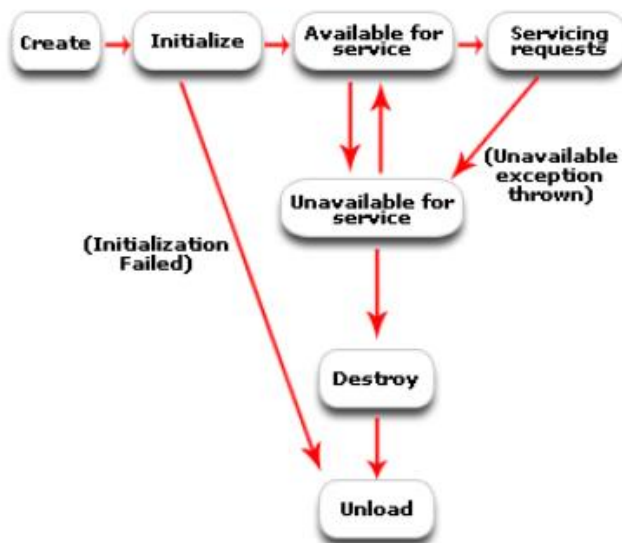 Create
Initialize
Available for
service
Servicing
requests
(Unavailable
exception
thrown)
Unavailable for
service
(Initialization
Failed)
Destroy
Unload